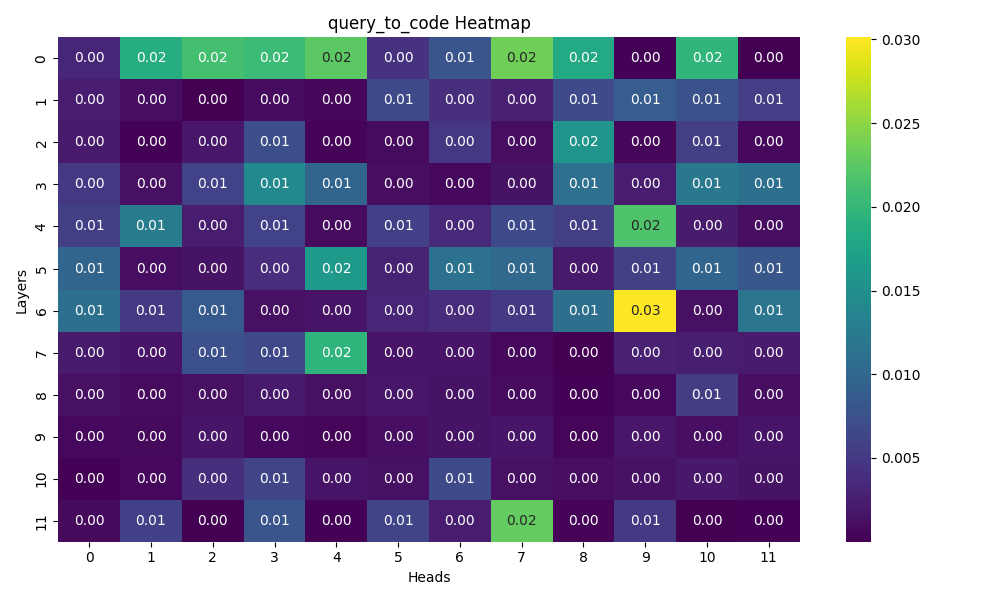 query_to_code Heatmap
0 0.00 0.02 0.02 0.02 0.02 0.00 0.01 0.02 0.02 0.00 0.02 0.00
1 0.00 0.00 0.00 0.00 0.00 0.01 0.00 0.00 0.01 0.01 0.01 0.01
2 0.00 0.00 0.00 0.01 0.00 0.00 0.00 0.00 0.02 0.00 0.01 0.00
3 0.00 0.00 0.01 0.01 0.01 0.00 0.00 0.00 0.01 0.00 0.01 0.01
4 0.01 0.01 0.00 0.01 0.00 0.01 0.00 0.01 0.01 0.02 0.00 0.00
5 0.01 0.00 0.00 0.00 0.02 0.00 0.01 0.01 0.00 0.01 0.01 0.01
6 0.01 0.01 0.01 0.00 0.00 0.00 0.00 0.01 0.01 0.03 0.00 0.01
7 0.00 0.00 0.01 0.01 0.02 0.00 0.00 0.00 0.00 0.00 0.00 0.00
8 0.00 0.00 0.00 0.00 0.00 0.00 0.00 0.00 0.00 0.00 0.01 0.00
9 0.00 0.00 0.00 0.00 0.00 0.00 0.00 0.00 0.00 0.00 0.00 0.00
10 0.00 0.00 0.00 0.01 0.00 0.00 0.01 0.00 0.00 0.00 0.00 0.00
11 0.00 0.01 0.00 0.01 0.00 0.01 0.00 0.02 0.00 0.01 0.00 0.00
0 1 2 3 4 5 6 7 8 9 10 11
Heads
Layers
0.030
0.025
0.020
0.015
0.010
0.005